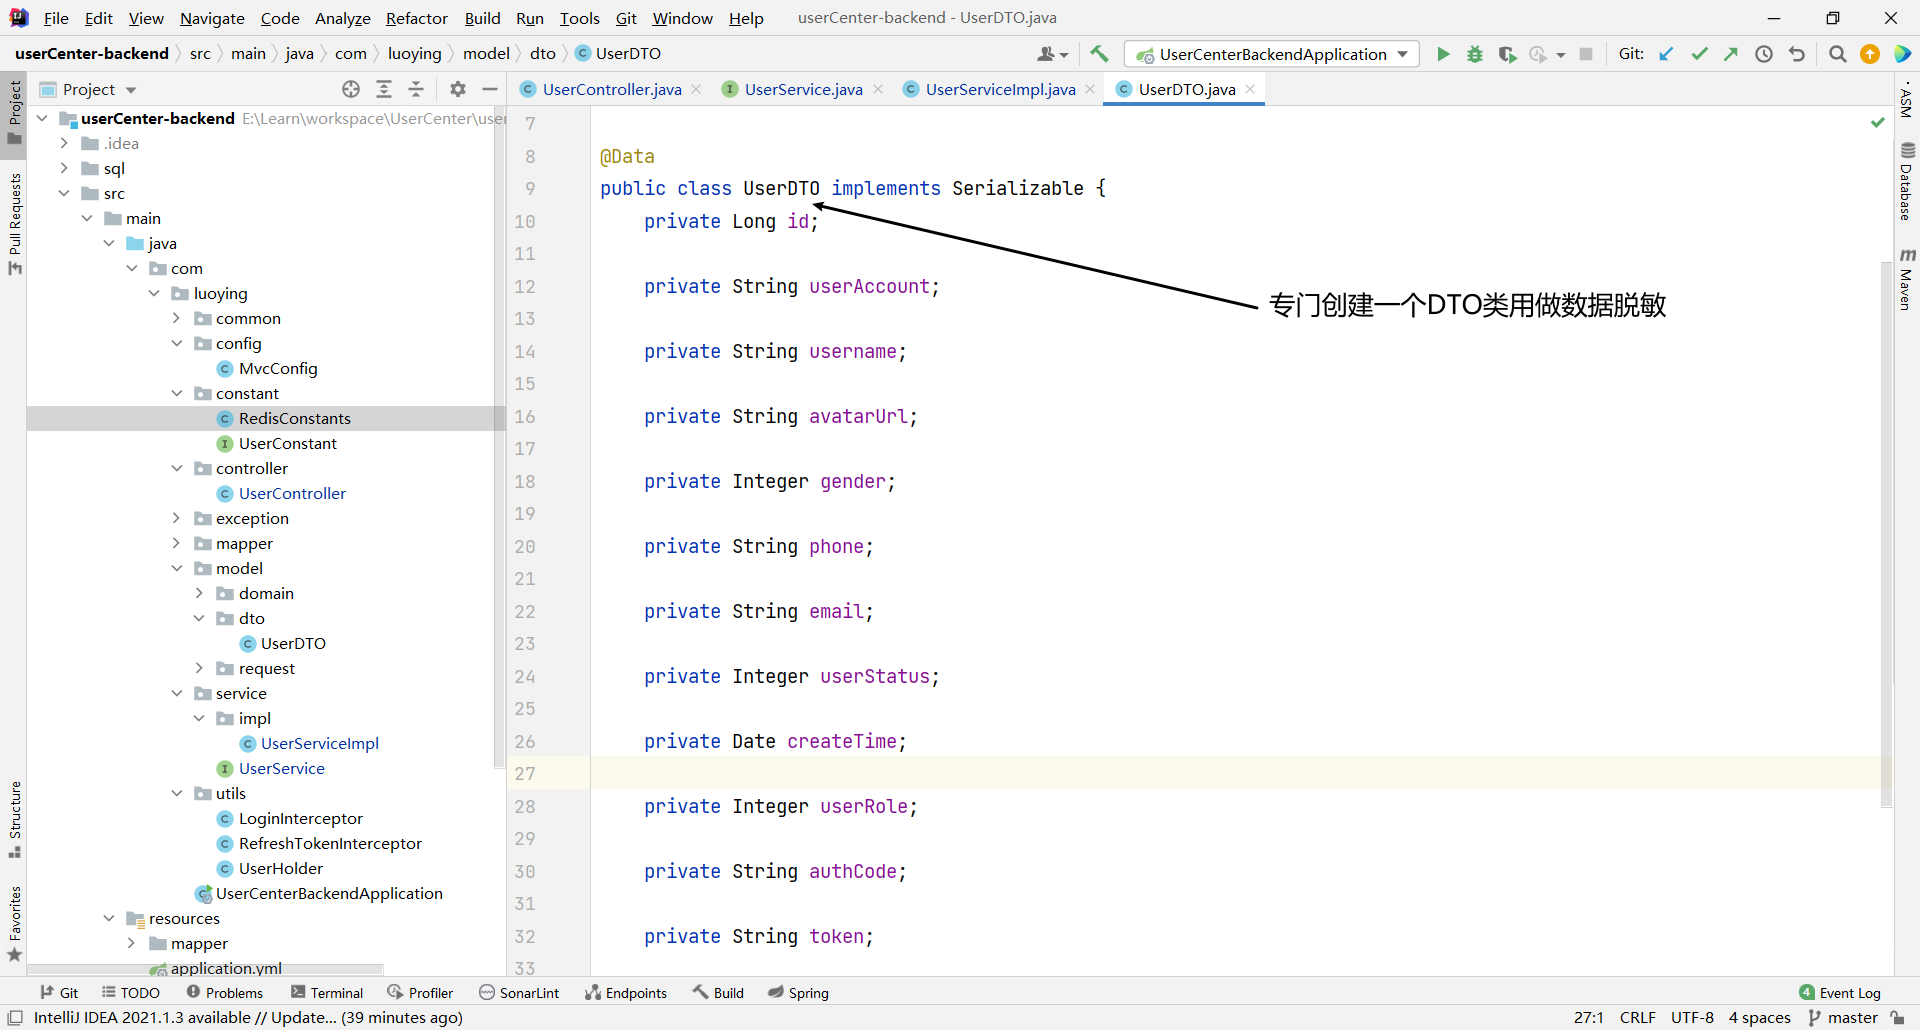 File Edit View Navigate Code Analyze Refactor Build Run Tools Git Window Help userCenter-backend - UserDTO.java
userCenter-backend src main java com luoying model dto UserDTO UserCenterBackendApplication Git:
Project
UserController.java UserService.java UserServiceImpl.java UserDTO.java
userCenter-backend E:\Learn\workspace\UserCenter\user
.idea
sql
src
main
java
com
luoying
common
config
MvcConfig
constant
RedisConstants
UserConstant
controller
UserController
exception
mapper
model
domain
dto
UserDTO
request
service
impl
UserServiceImpl
UserService
utils
LoginInterceptor
RefreshTokenInterceptor
UserHolder
UserCenterBackendApplication
resources
mapper
application.yml
Project
Pull Requests
Structure
Favorites
7
8 @Data
9 public class UserDTO implements Serializable {
10 private Long id;
11
12 private String userAccount;
13
14 private String username;
15
16 private String avatarUrl;
17
18 private Integer gender;
19
20 private String phone;
21
22 private String email;
23
24 private Integer userStatus;
25
26 private Date createTime;
27
28 private Integer userRole;
29
30 private String authCode;
31
32 private String token;
33
专门创建一个DTO类用做数据脱敏
ASM
Database
Maven
Git TODO Problems Terminal Profiler SonarLint Endpoints Build Spring 4 Event Log
IntelliJ IDEA 2021.1.3 available // Update... (39 minutes ago) 27:1 CRLF UTF-8 4 spaces master